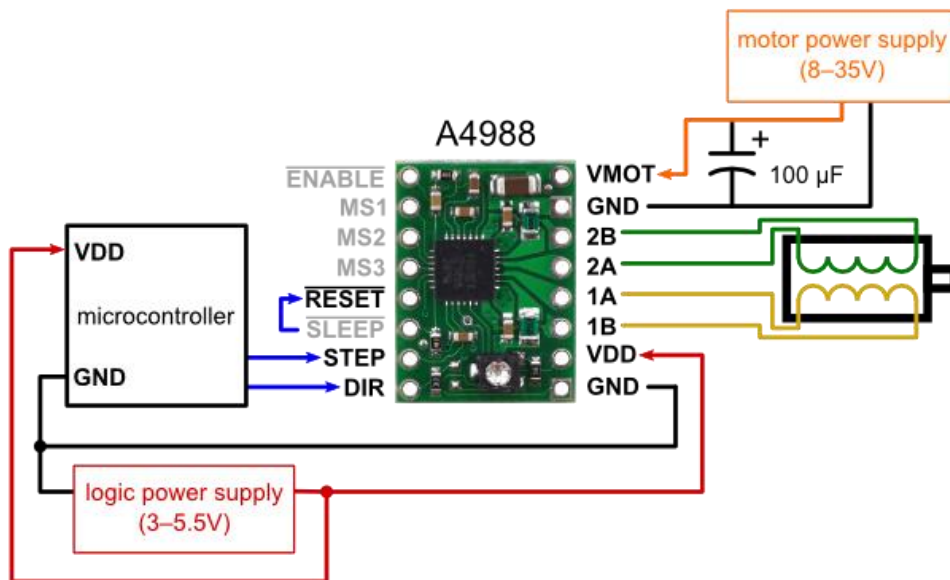 motor power supply
(8–35V)
A4988
ENABLE
VMOT
100 µF
+
MS1
GND
MS2
2B
MS3
2A
VDD
RESET
1A
microcontroller
SLEEP
1B
STEP
VDD
GND
DIR
GND
logic power supply
(3–5.5V)